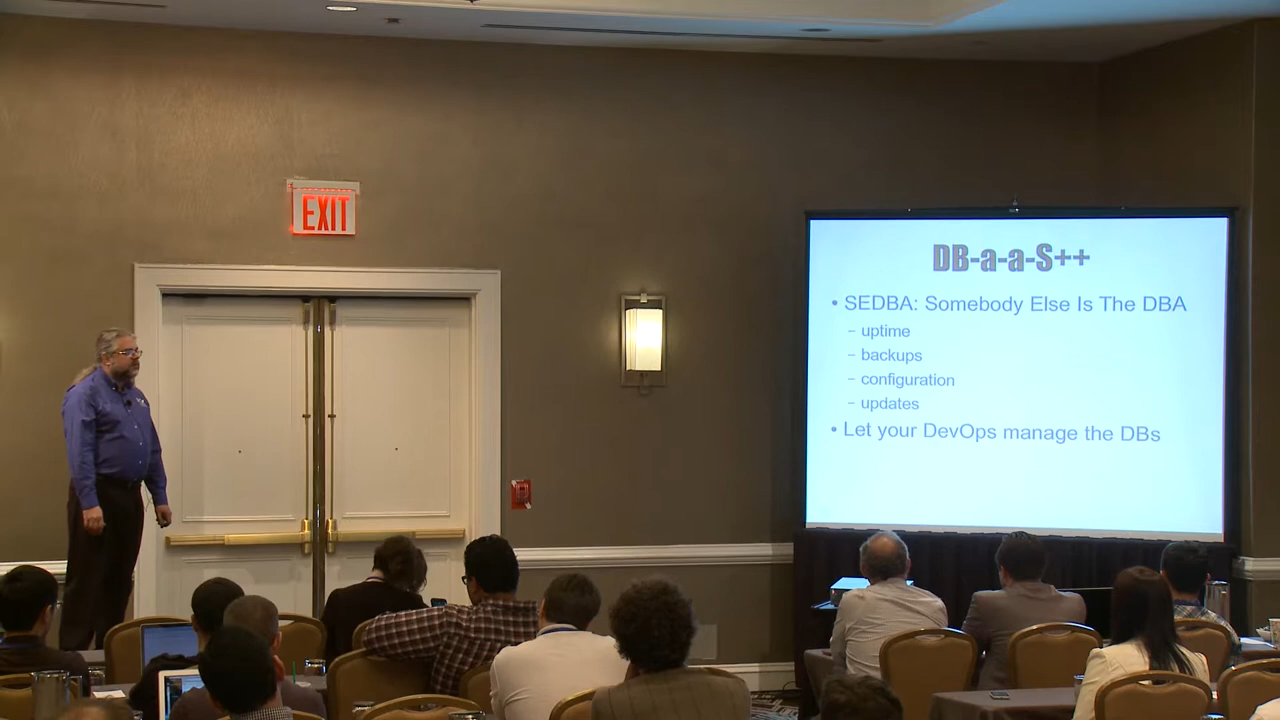 EXIT
DB-a-a-S++
• SEDBA: Somebody Else Is The DBA
– uptime
– backups
– configuration
– updates
• Let your DevOps manage the DBs